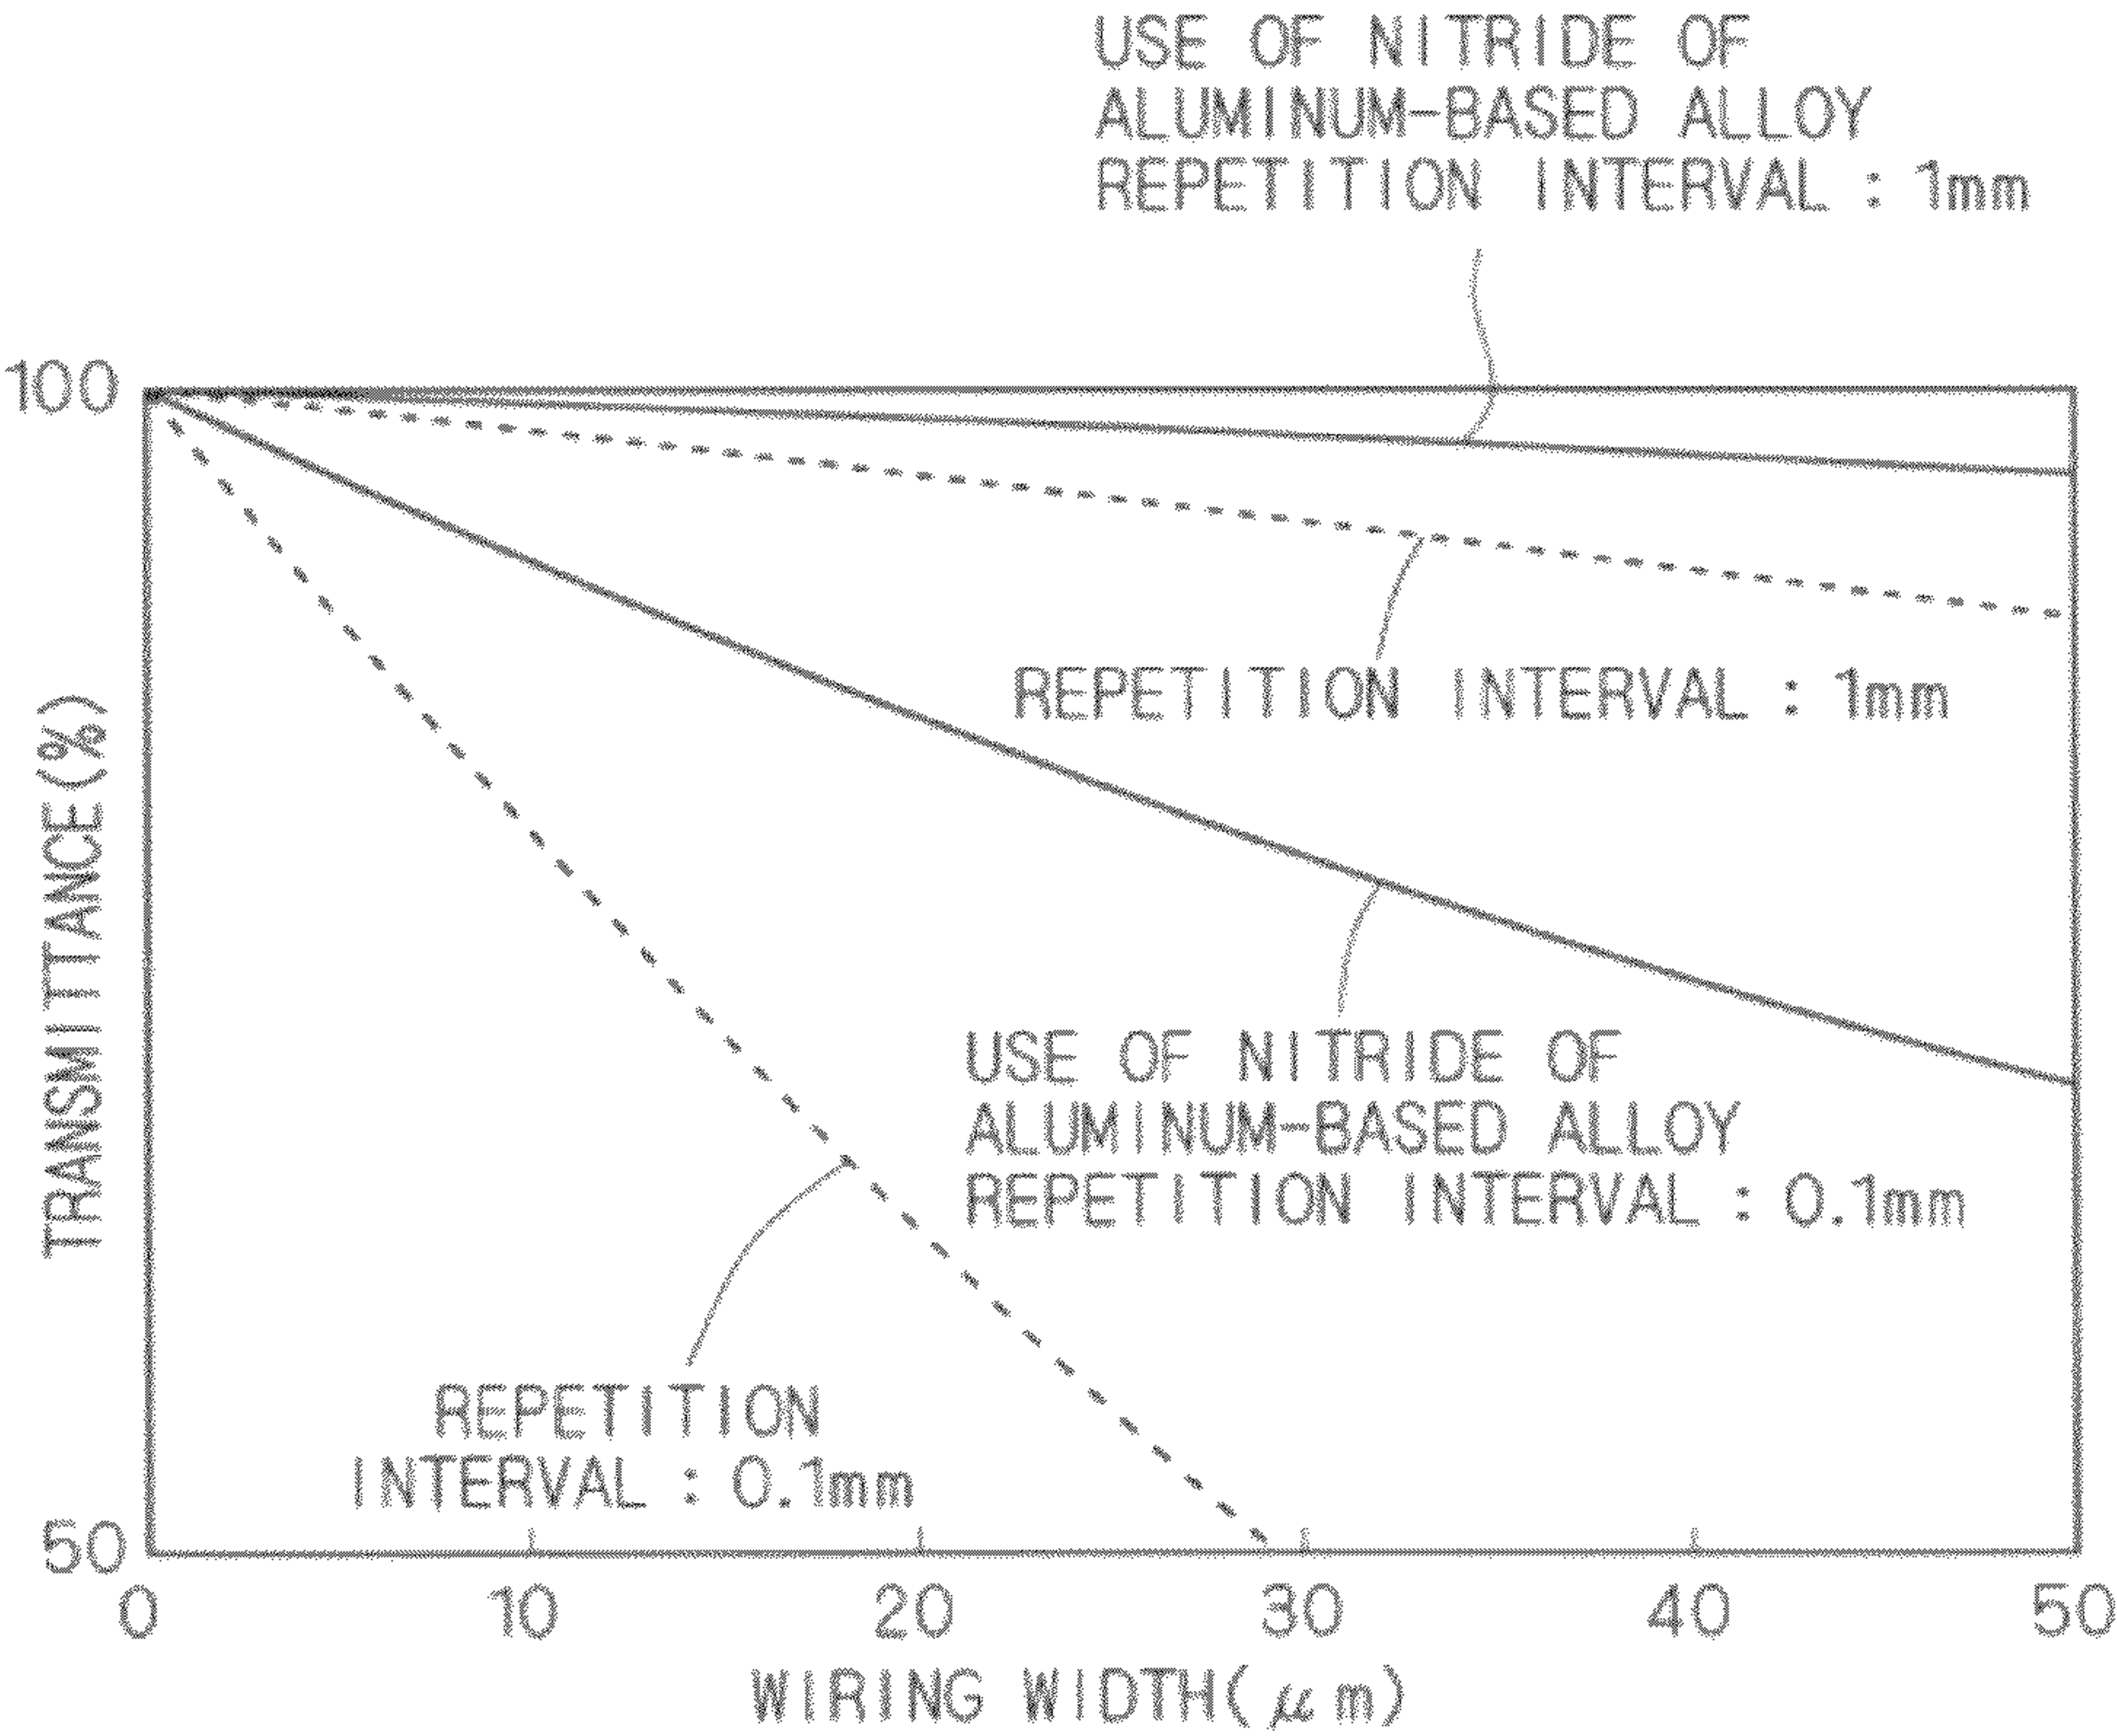 USE OF NITRIDE OF
ALUMINUM-BASED ALLOY
REPETITION INTERVAL : 1mm
100
REPETITION INTERVAL : 1mm
TRANSMITTANCE(%)
USE OF NITRIDE OF
ALUMINUM-BASED ALLOY
REPETITION INTERVAL : 0.1mm
REPETITION
INTERVAL : 0.1mm
50
0 10 20 30 40 50
WIRING WIDTH(μm)